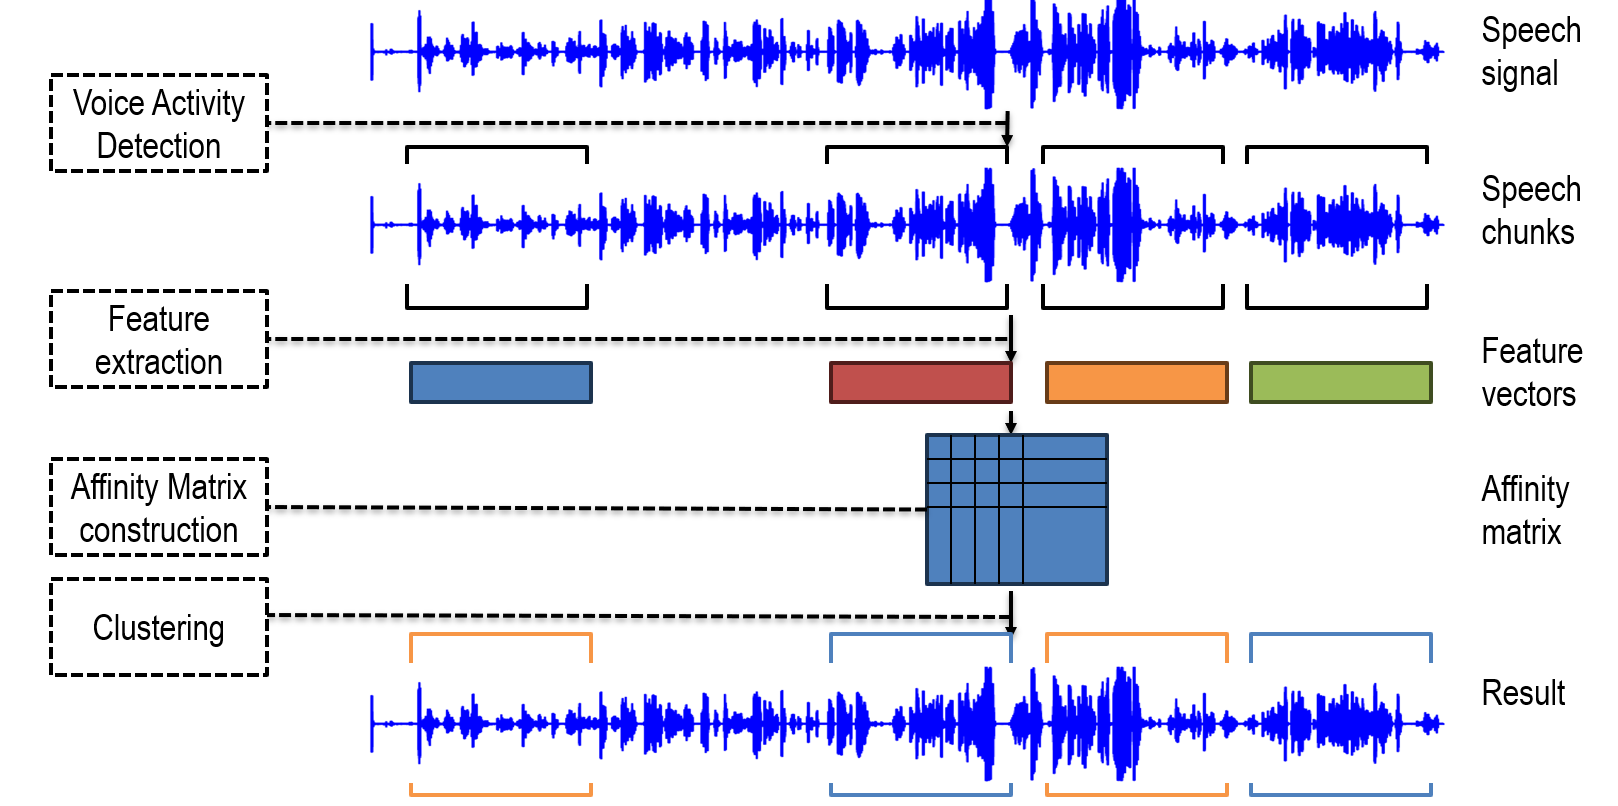 Speech
signal
Voice Activity
Detection
Speech
chunks
Feature
extraction
Feature
vectors
Affinity Matrix
construction
Affinity
matrix
Clustering
Result